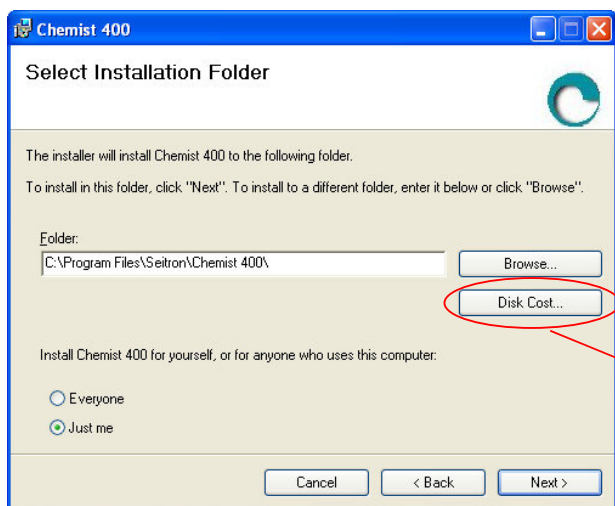 Chemist 400
Select Installation Folder
The installer will install Chemist 400 to the following folder.
To install in this folder, click "Next". To install to a different folder, enter it below or click "Browse".
Folder:
C:\Program Files\Seitron\Chemist 400\
Browse...
Disk Cost...
Install Chemist 400 for yourself, or for anyone who uses this computer:
Everyone
Just me
Cancel
< Back
Next >